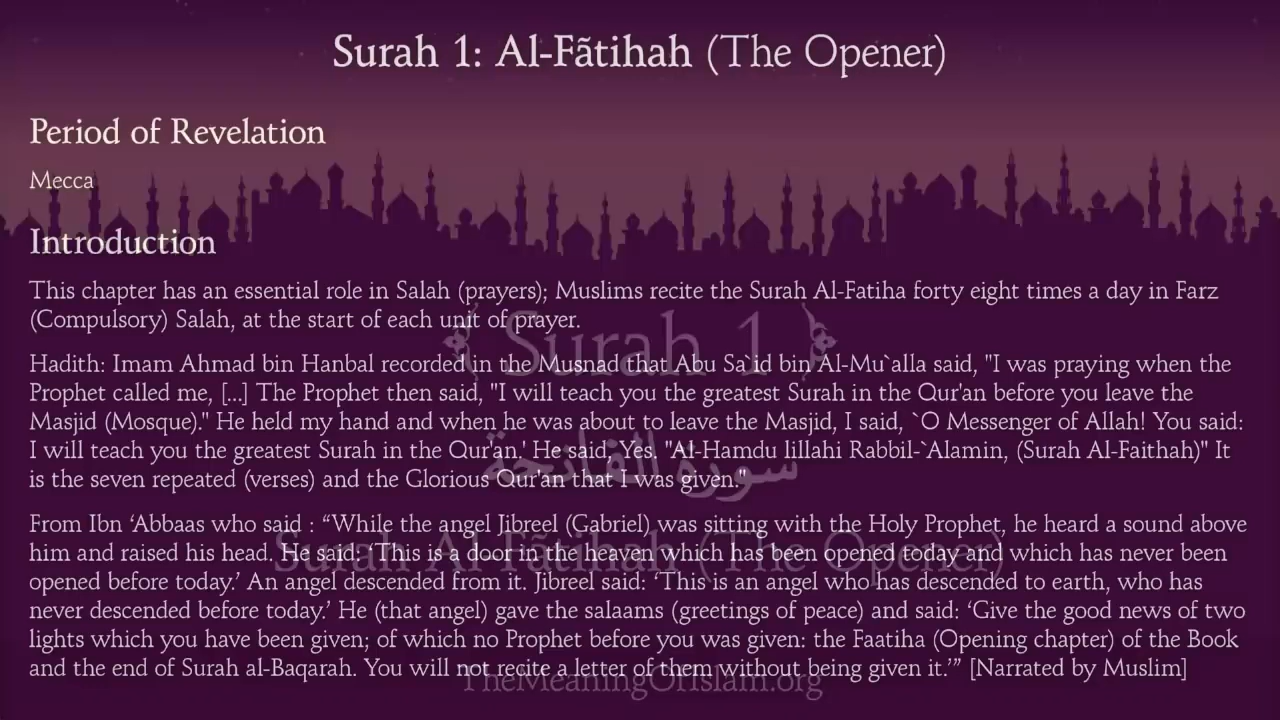 Surah 1: Al-Fãtihah (The Opener)
Period of Revelation
Mecca
Introduction
This chapter has an essential role in Salah (prayers); Muslims recite the Surah Al-Fatiha forty eight times a day in Farz
(Compulsory) Salah, at the start of each unit of prayer.
{ Surah 1 }
Hadith: Imam Ahmad bin Hanbal recorded in the Musnad that Abu Sa`id bin Al-Mu`alla said, "I was praying when the
Prophet called me, [...] The Prophet then said, "I will teach you the greatest Surah in the Qur'an before you leave the
Masjid (Mosque)." He held my hand and when he was about to leave the Masjid, I said, `O Messenger of Allah! You said:
I will teach you the greatest Surah in the Qur'an.' He said, Yes. "Al-Hamdu lillahi Rabbil-`Alamin, (Surah Al-Faithah)" It
is the seven repeated (verses) and the Glorious Qur'an that I was given."
سورة الفاتحة
From Ibn ‘Abbaas who said : “While the angel Jibreel (Gabriel) was sitting with the Holy Prophet, he heard a sound above
him and raised his head. He said: ‘This is a door in the heaven which has been opened today and which has never been
Surah Al-Fãtihah (The Opener)
opened before today.’ An angel descended from it. Jibreel said: ‘This is an angel who has descended to earth, who has
never descended before today.’ He (that angel) gave the salaams (greetings of peace) and said: ‘Give the good news of two
lights which you have been given; of which no Prophet before you was given: the Faatiha (Opening chapter) of the Book
and the end of Surah al-Baqarah. You will not recite a letter of them without being given it.’” [Narrated by Muslim]
TheMeaningOfIslam.org